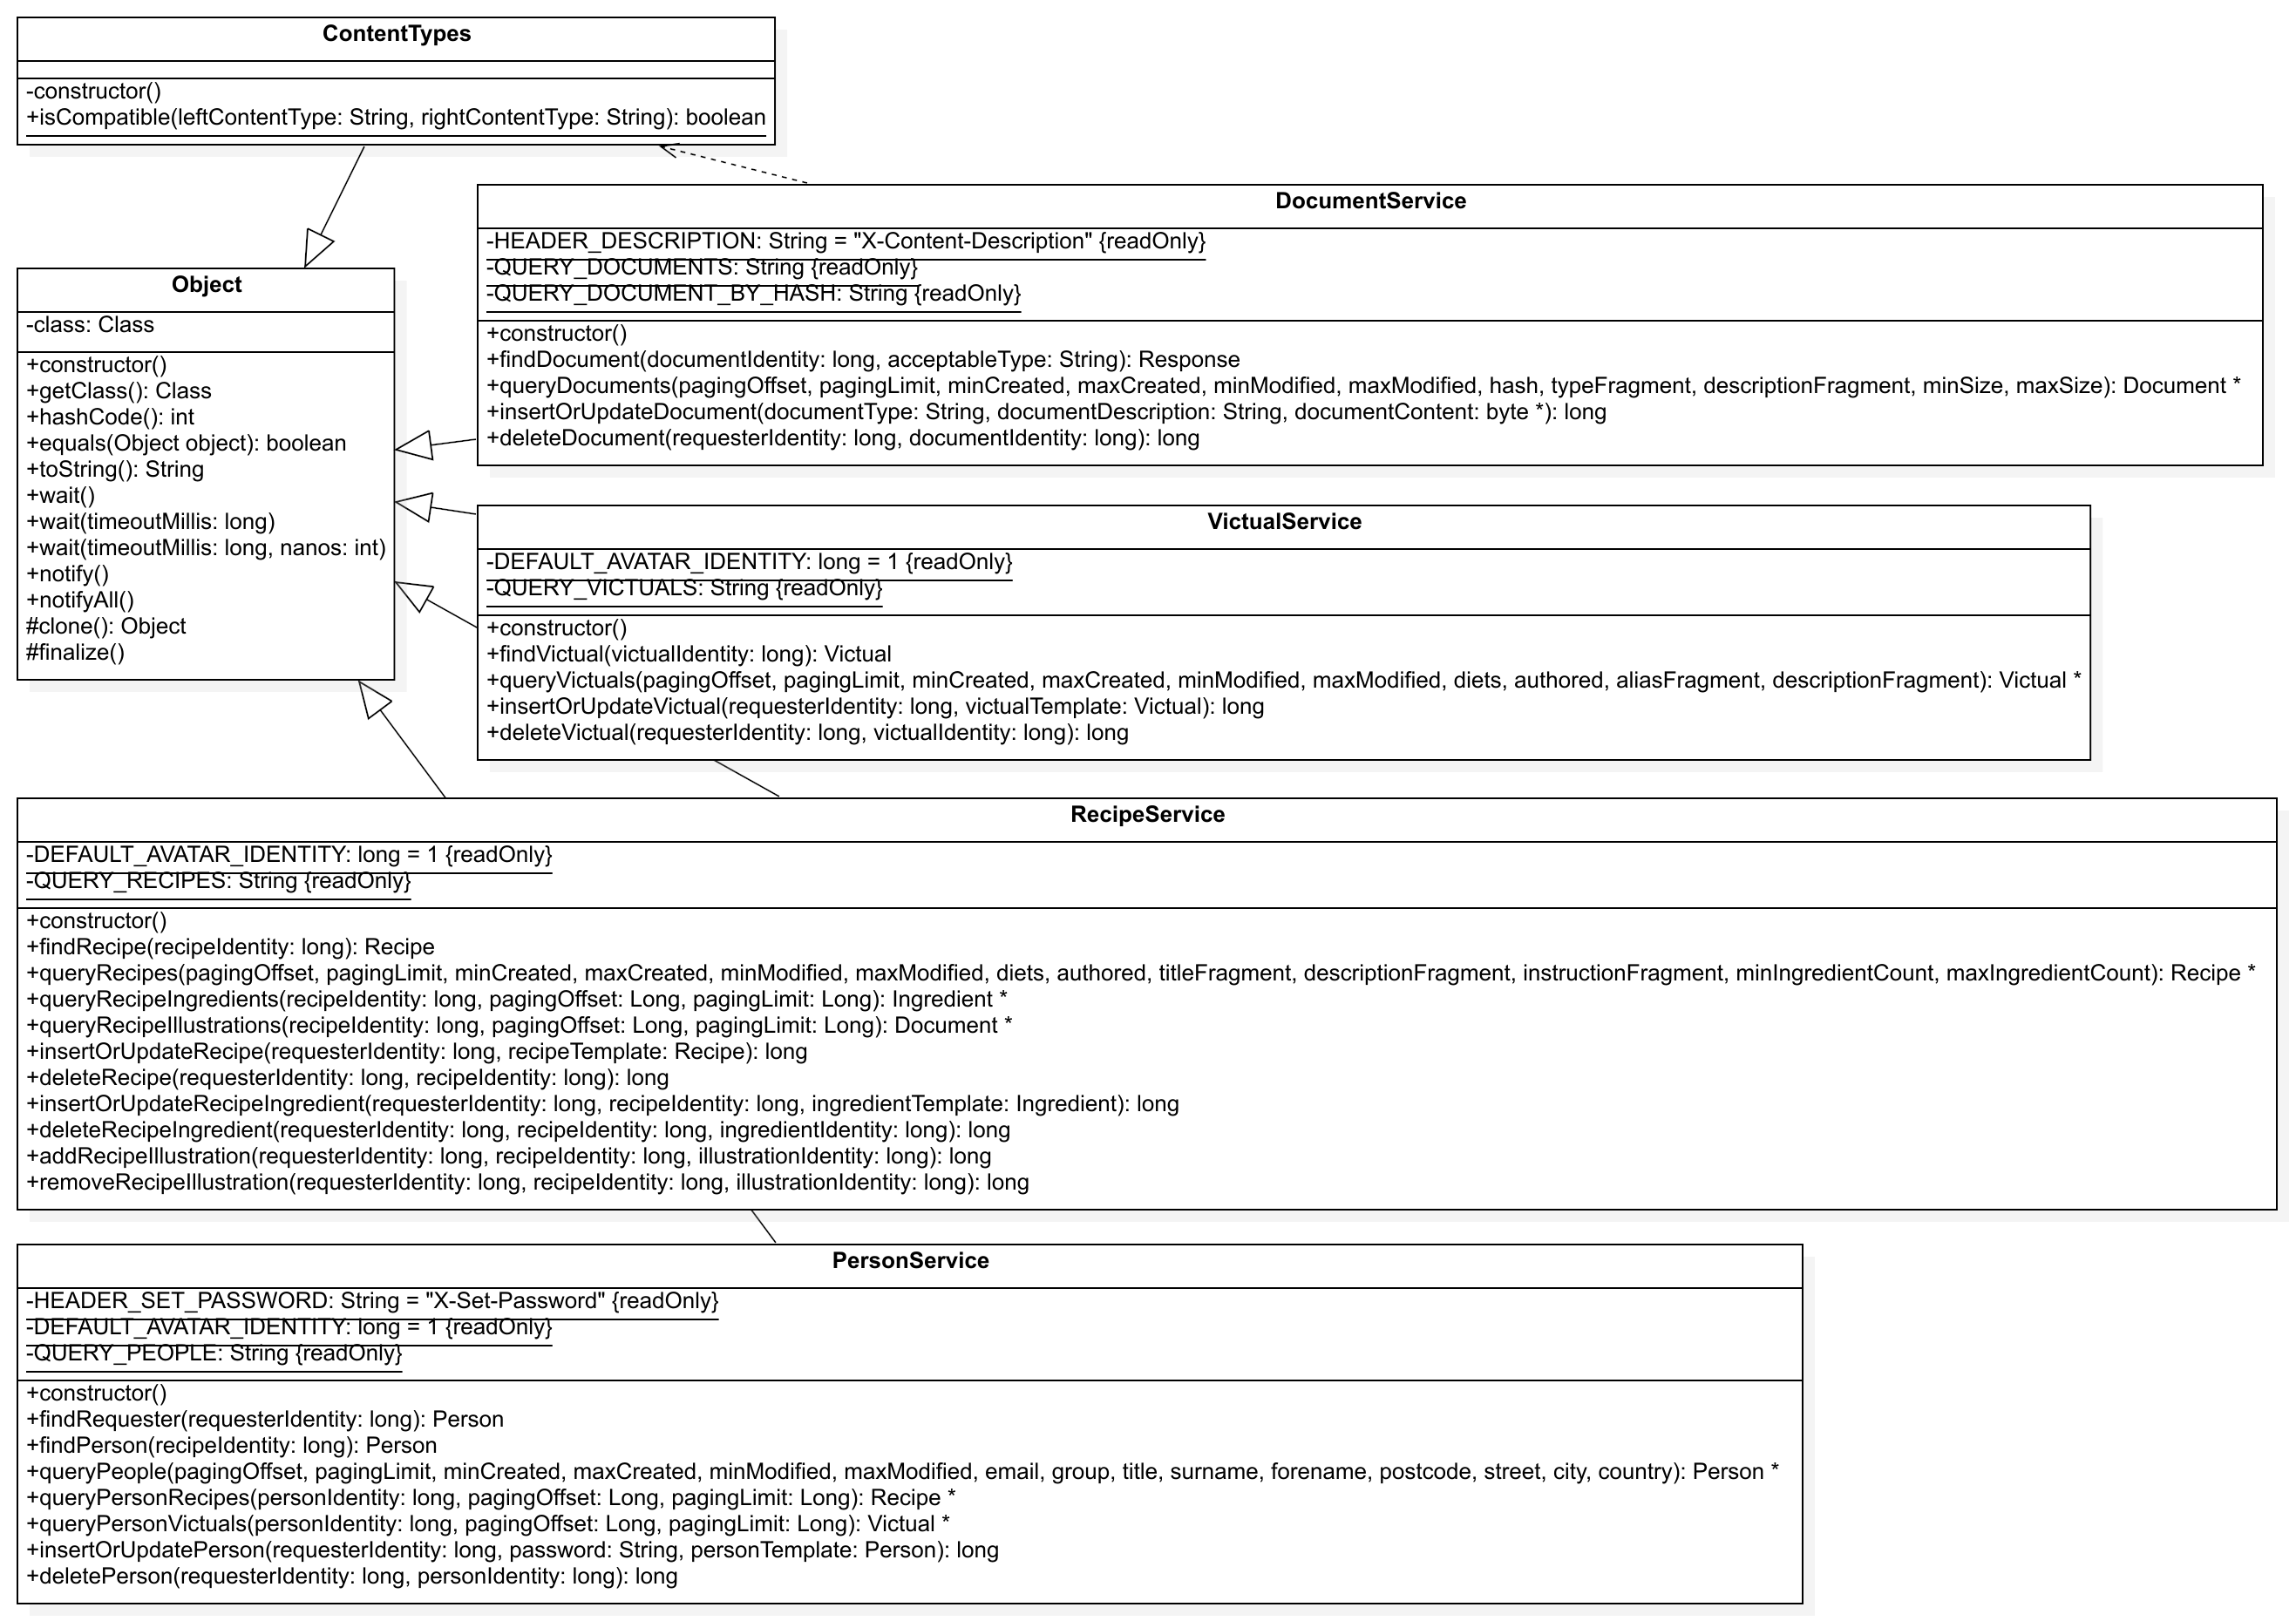 ContentTypes
-constructor()
+isCompatible(leftContentType: String, rightContentType: String): boolean
DocumentService
-HEADER_DESCRIPTION: String = "X-Content-Description" {readOnly}
-QUERY_DOCUMENTS: String {readOnly}
-QUERY_DOCUMENT_BY_HASH: String {readOnly}
+constructor()
+findDocument(documentIdentity: long, acceptableType: String): Response
+queryDocuments(pagingOffset, pagingLimit, minCreated, maxCreated, minModified, maxModified, hash, typeFragment, descriptionFragment, minSize, maxSize): Document *
+insertOrUpdateDocument(documentType: String, documentDescription: String, documentContent: byte *): long
+deleteDocument(requesterIdentity: long, documentIdentity: long): long
Object
-class: Class
+constructor()
+getClass(): Class
+hashCode(): int
+equals(Object object): boolean
+toString(): String
+wait()
+wait(timeoutMillis: long)
+wait(timeoutMillis: long, nanos: int)
+notify()
+notifyAll()
#clone(): Object
#finalize()
VictualService
-DEFAULT_AVATAR_IDENTITY: long = 1 {readOnly}
-QUERY_VICTUALS: String {readOnly}
+constructor()
+findVictual(victualIdentity: long): Victual
+queryVictuals(pagingOffset, pagingLimit, minCreated, maxCreated, minModified, maxModified, diets, authored, aliasFragment, descriptionFragment): Victual *
+insertOrUpdateVictual(requesterIdentity: long, victualTemplate: Victual): long
+deleteVictual(requesterIdentity: long, victualIdentity: long): long
RecipeService
-DEFAULT_AVATAR_IDENTITY: long = 1 {readOnly}
-QUERY_RECIPES: String {readOnly}
+constructor()
+findRecipe(recipeIdentity: long): Recipe
+queryRecipes(pagingOffset, pagingLimit, minCreated, maxCreated, minModified, maxModified, diets, authored, titleFragment, descriptionFragment, instructionFragment, minIngredientCount, maxIngredientCount): Recipe *
+queryRecipeIngredients(recipeIdentity: long, pagingOffset: Long, pagingLimit: Long): Ingredient *
+queryRecipeIllustrations(recipeIdentity: long, pagingOffset: Long, pagingLimit: Long): Document *
+insertOrUpdateRecipe(requesterIdentity: long, recipeTemplate: Recipe): long
+deleteRecipe(requesterIdentity: long, recipeIdentity: long): long
+insertOrUpdateRecipeIngredient(requesterIdentity: long, recipeIdentity: long, ingredientTemplate: Ingredient): long
+deleteRecipeIngredient(requesterIdentity: long, recipeIdentity: long, ingredientIdentity: long): long
+addRecipeIllustration(requesterIdentity: long, recipeIdentity: long, illustrationIdentity: long): long
+removeRecipeIllustration(requesterIdentity: long, recipeIdentity: long, illustrationIdentity: long): long
PersonService
-HEADER_SET_PASSWORD: String = "X-Set-Password" {readOnly}
-DEFAULT_AVATAR_IDENTITY: long = 1 {readOnly}
-QUERY_PEOPLE: String {readOnly}
+constructor()
+findRequester(requesterIdentity: long): Person
+findPerson(recipeIdentity: long): Person
+queryPeople(pagingOffset, pagingLimit, minCreated, maxCreated, minModified, maxModified, email, group, title, surname, forename, postcode, street, city, country): Person *
+queryPersonRecipes(personIdentity: long, pagingOffset: Long, pagingLimit: Long): Recipe *
+queryPersonVictuals(personIdentity: long, pagingOffset: Long, pagingLimit: Long): Victual *
+insertOrUpdatePerson(requesterIdentity: long, password: String, personTemplate: Person): long
+deletePerson(requesterIdentity: long, personIdentity: long): long